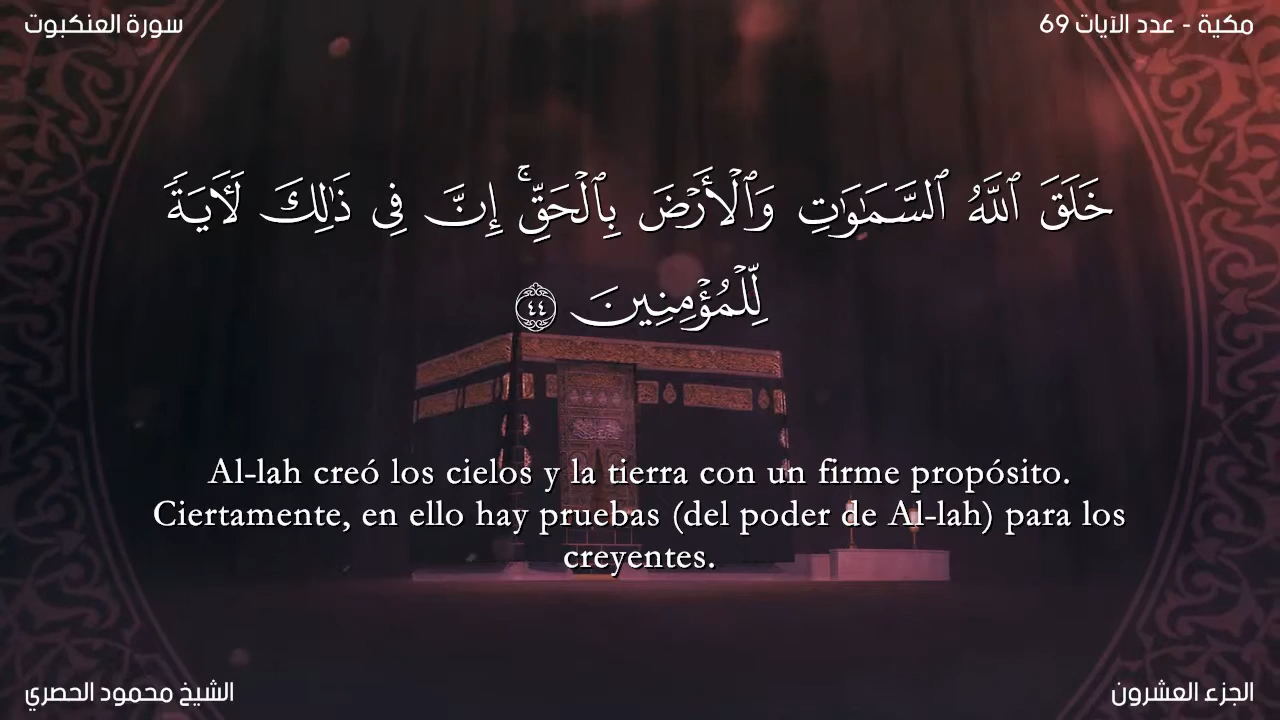 مكية - عدد الآيات 69
سورة العنكبوت
خَلَقَ ٱللَّهُ ٱلسَّمَٰوَٰتِ وَٱلْأَرْضَ بِٱلْحَقِّ ۚ إِنَّ فِى ذَٰلِكَ لَـَٔايَةً
لِّلْمُؤْمِنِينَ ٤٤
Al-lah creó los cielos y la tierra con un firme propósito.
Ciertamente, en ello hay pruebas (del poder de Al-lah) para los
creyentes.
الجزء العشرون
الشيخ محمود الحصري